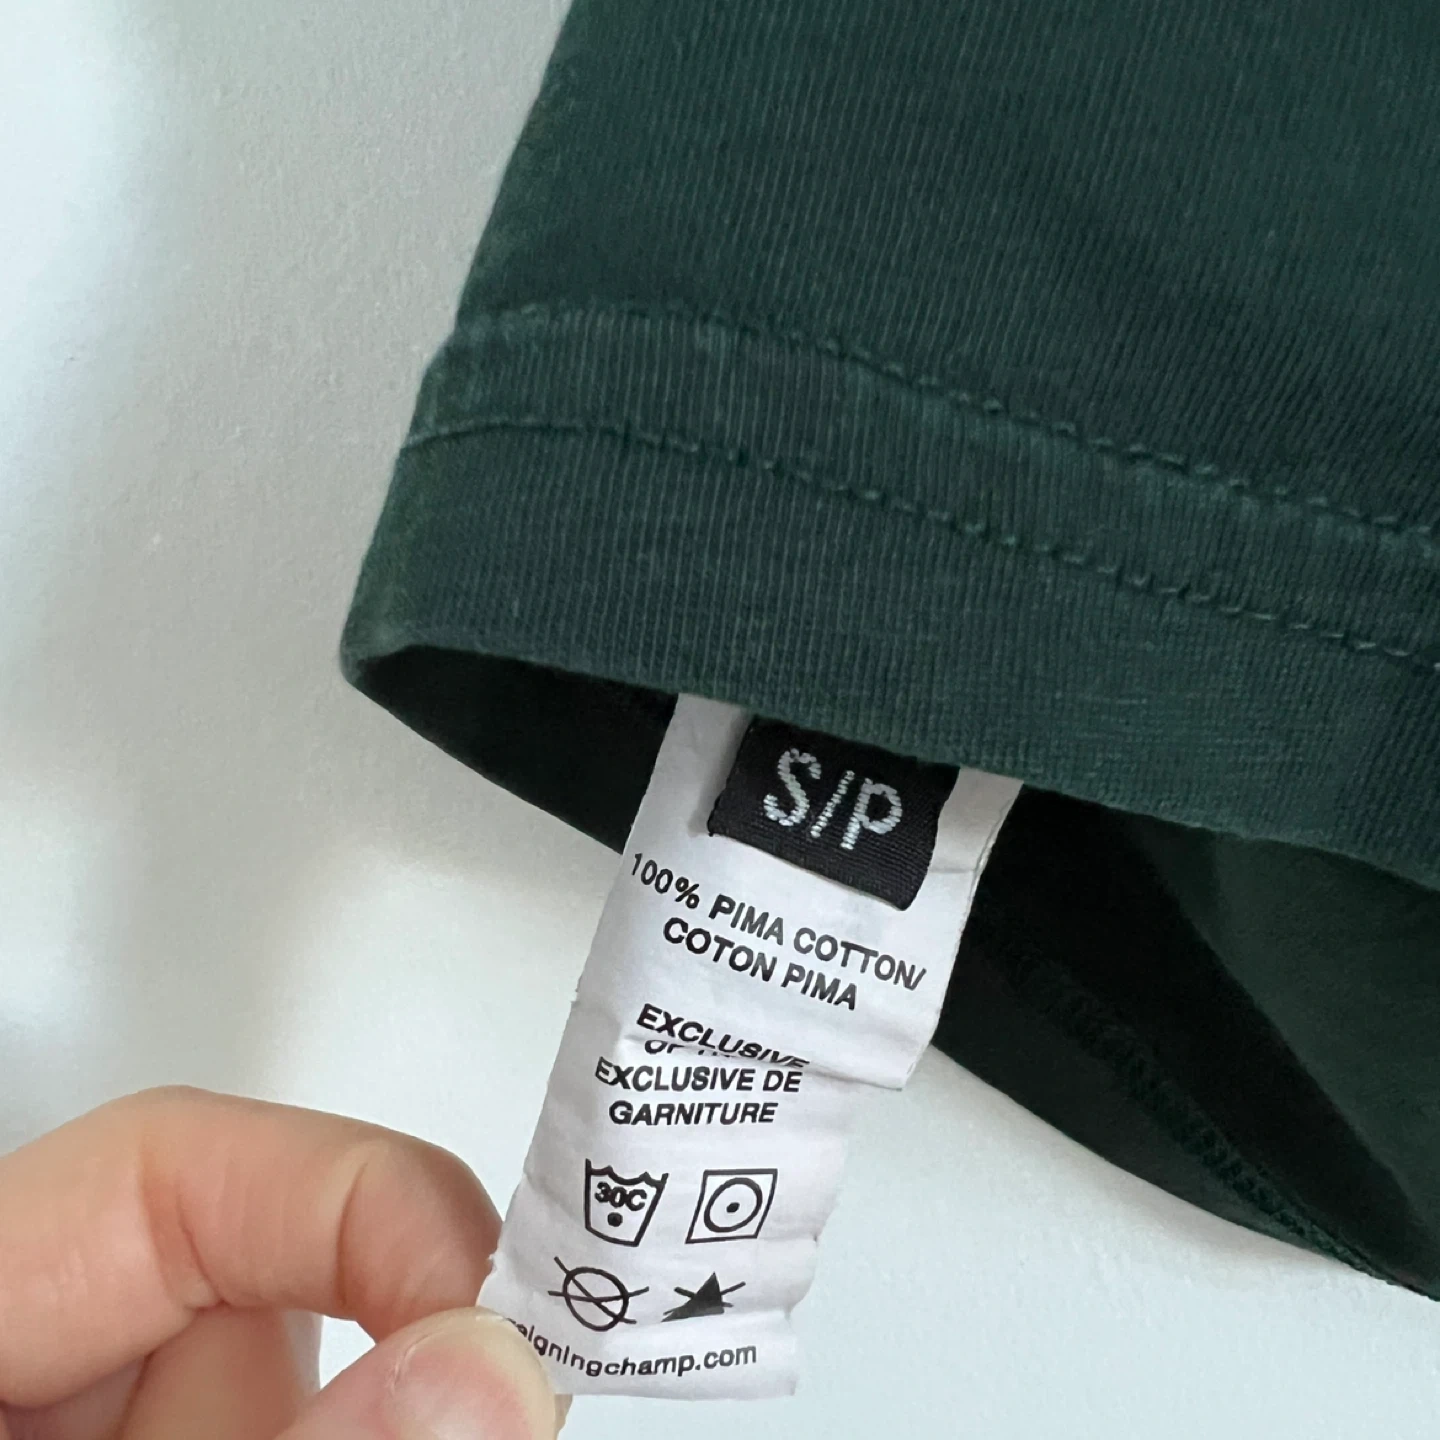 S/P
100% PIMA COTTON/
COTON PIMA
EXCLUSIVE
EXCLUSIVE DE
GARNITURE
30C
eigningchamp.com